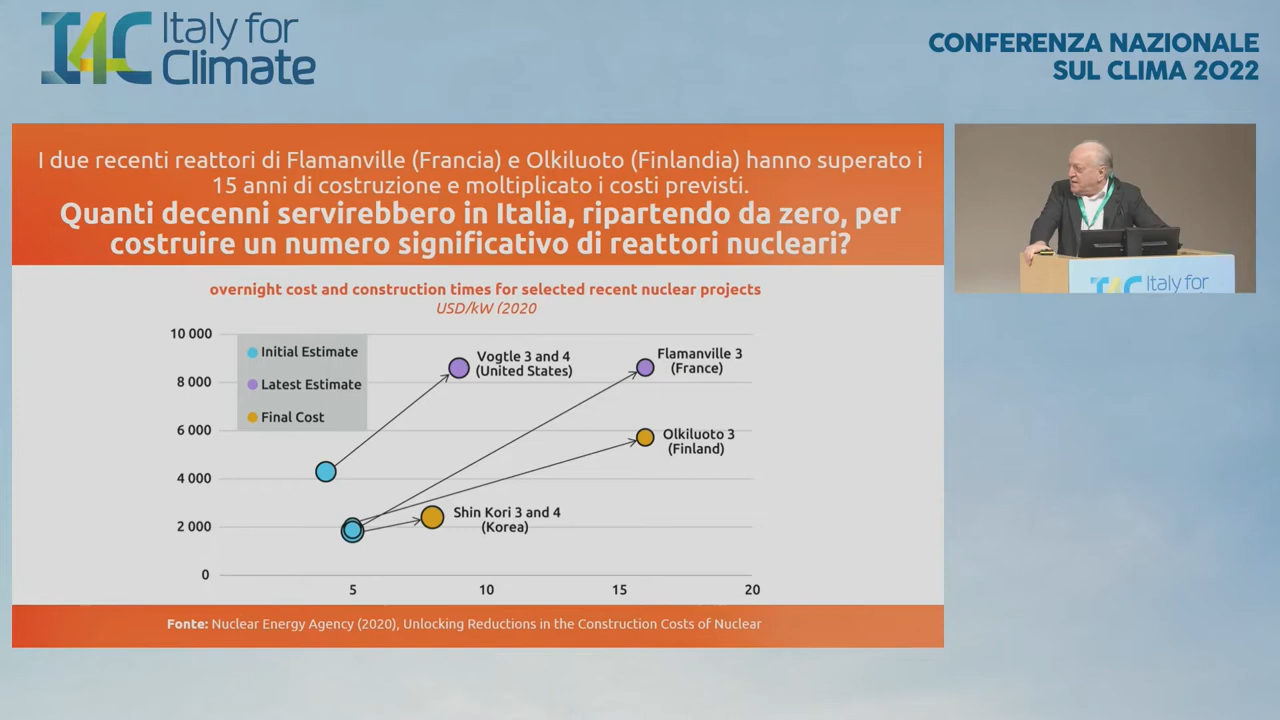 I4C Italy for
Climate
CONFERENZA NAZIONALE
SUL CLIMA 2022
I due recenti reattori di Flamanville (Francia) e Olkiluoto (Finlandia) hanno superato i
15 anni di costruzione e moltiplicato i costi previsti.
Quanti decenni servirebbero in Italia, ripartendo da zero, per
costruire un numero significativo di reattori nucleari?
overnight cost and construction times for selected recent nuclear projects
USD/kW (2020
10 000
8 000
6 000
4 000
2 000
0
Initial Estimate
Latest Estimate
Final Cost
Vogtle 3 and 4
(United States)
Flamanville 3
(France)
Olkiluoto 3
(Finland)
Shin Kori 3 and 4
(Korea)
5
10
15
20
Fonte: Nuclear Energy Agency (2020), Unlocking Reductions in the Construction Costs of Nuclear
I4C Italy for